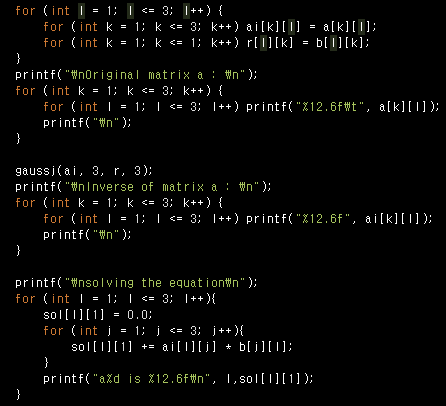 for (int l = 1; l <= 3; l++) {
    for (int k = 1; k <= 3; k++) ai[k][l] = a[k][l];
    for (int k = 1; k <= 1; k++) r[l][k] = b[l][k];
}
printf("₩nOriginal matrix a : ₩n");
for (int k = 1; k <= 3; k++) {
    for (int l = 1; l <= 3; l++) printf("%12.6f₩t", a[k][l]);
    printf("₩n");
}

gaussj(ai, 3, r, 3);
printf("₩nInverse of matrix a : ₩n");
for (int k = 1; k <= 3; k++) {
    for (int l = 1; l <= 3; l++) printf("%12.6f", ai[k][l]);
    printf("₩n");
}

printf("₩nsolving the equation₩n");
for (int l = 1; l <= 3; l++){
    sol[l][1] = 0.0;
    for (int j = 1; j <= 3; j++){
        sol[l][1] += ai[l][j] * b[j][l];
    }
    printf("a%d is %12.6f₩n", l,sol[l][1]);
}